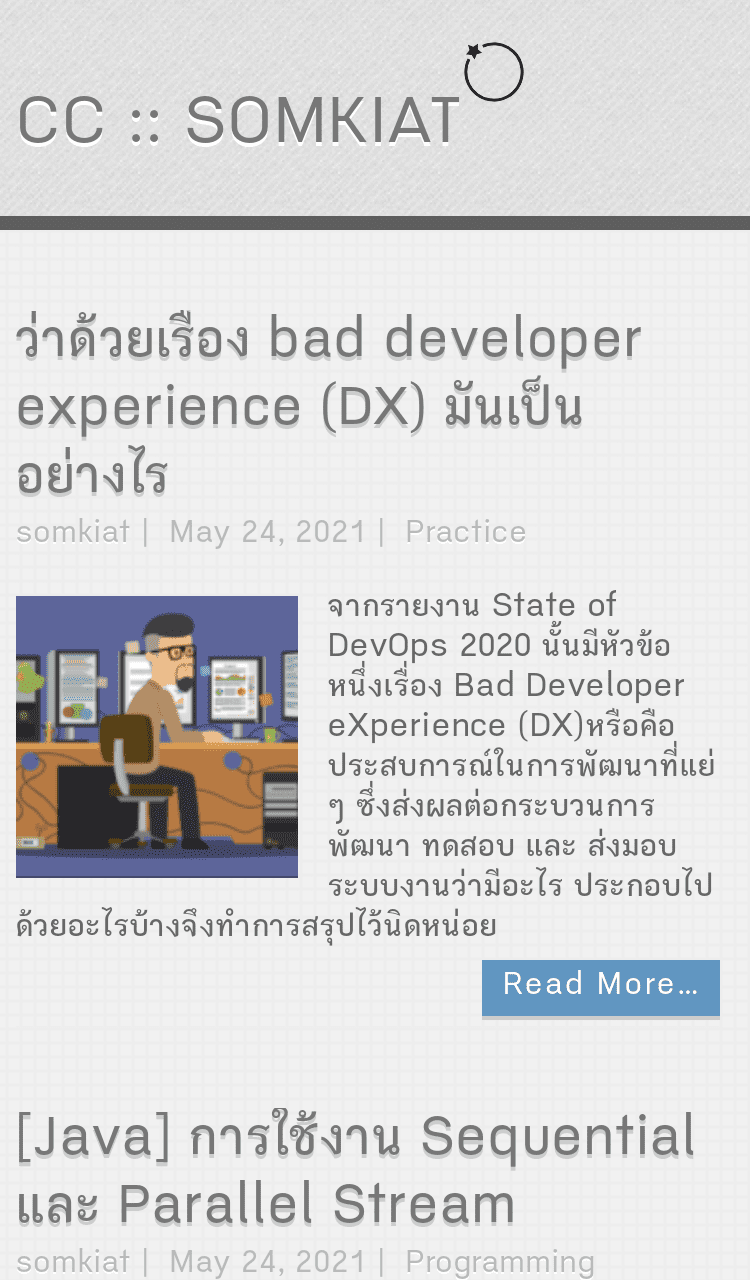 CC :: SOMKIAT
ว่าด้วยเรื่อง bad developer
experience (DX) มันเป็น
อย่างไร
somkiat | May 24, 2021 | Practice
จากรายงาน State of
DevOps 2020 นั้นมีหัวข้อ
หนึ่งเรื่อง Bad Developer
eXperience (DX)หรือคือ
ประสบการณ์ในการพัฒนาที่แย่
ๆ ซึ่งส่งผลต่อกระบวนการ
พัฒนา ทดสอบ และ ส่งมอบ
ระบบงานว่ามีอะไร ประกอบไป
ด้วยอะไรบ้างจึงทำการสรุปไว้นิดหน่อย
Read More...
[Java] การใช้งาน Sequential
และ Parallel Stream
somkiat | May 24, 2021 | Programming